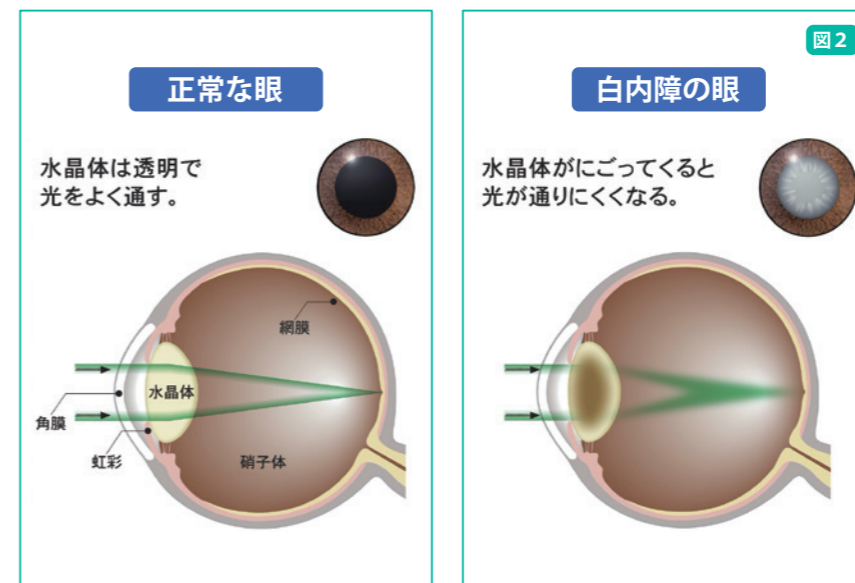 正常な眼
水晶体は透明で
光をよく通す。
網膜
水晶体
角膜
虹彩
硝子体
図2
白内障の眼
水晶体がにごってくると
光が通りにくくなる。